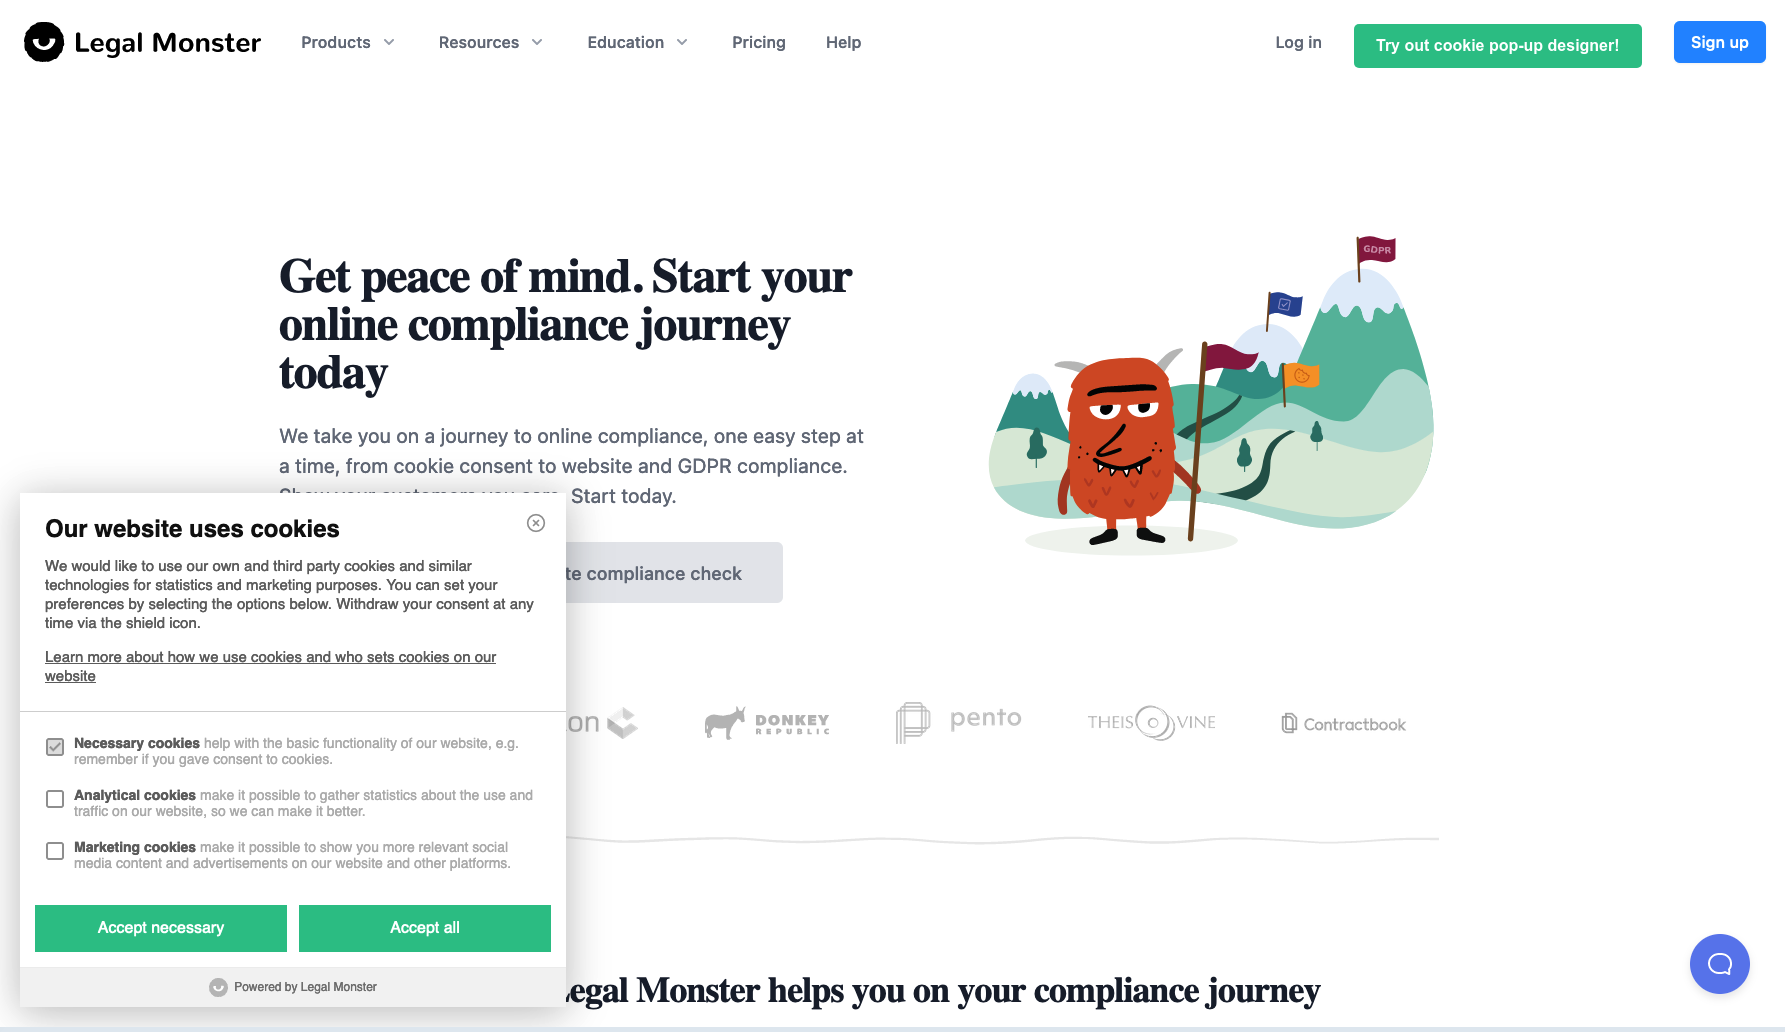 Legal Monster
Products
Resources
Education
Pricing
Help
Log in
Try out cookie pop-up designer!
Sign up
Get peace of mind. Start your
online compliance journey
today
We take you on a journey to online compliance, one easy step at
a time, from cookie consent to website and GDPR compliance.
Show your customers you care. Start today.
te compliance check
GDPR
Our website uses cookies
We would like to use our own and third party cookies and similar
technologies for statistics and marketing purposes. You can set your
preferences by selecting the options below. Withdraw your consent at any
time via the shield icon.
Learn more about how we use cookies and who sets cookies on our
website
Necessary cookies help with the basic functionality of our website, e.g.
remember if you gave consent to cookies.
Analytical cookies make it possible to gather statistics about the use and
traffic on our website, so we can make it better.
Marketing cookies make it possible to show you more relevant social
media content and advertisements on our website and other platforms.
Accept necessary
Accept all
Powered by Legal Monster
on
DONKEY
REPUBLIC
pento
THEIS VINE
Contractbook
Legal Monster helps you on your compliance journey